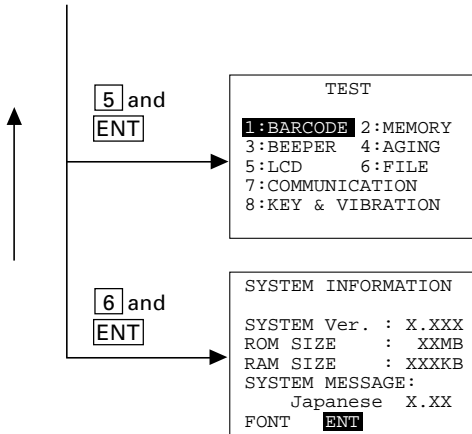 5 and
ENT
TEST
1:BARCODE 2:MEMORY
3:BEEPER 4:AGING
5:LCD 6:FILE
7:COMMUNICATION
8:KEY & VIBRATION
6 and
ENT
SYSTEM INFORMATION
SYSTEM Ver. : X.XXX
ROM SIZE : XXMB
RAM SIZE : XXXKB
SYSTEM MESSAGE:
Japanese X.XX
FONT ENT